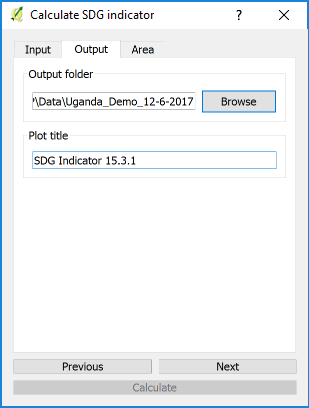 Calculate SDG indicator ?
Input Output Area
Output folder
\Data\Uganda_Demo_12-6-2017 Browse
Plot title
SDG Indicator 15.3.1
Previous Next
Calculate